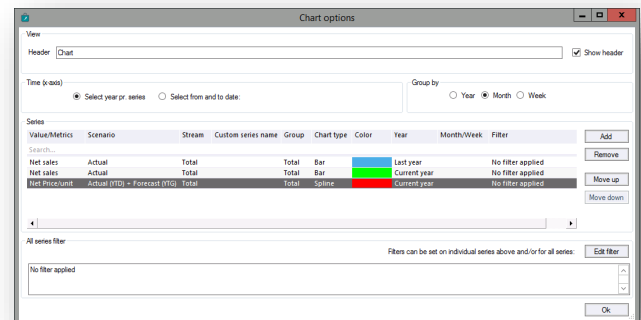 Chart options
View
Header Chart Show header
Time (x-axis) Group by
Select year pr. series Select from and to date: Year Month Week
Series
Value/Metrics Scenario Stream Custom series name Group Chart type Color Year Month/Week Filter Add
Search...
Remove
Net sales Actual Total Total Bar Last year No filter applied
Net sales Actual Total Total Bar Current year No filter applied
Net Price/unit Actual (YTD) + Forecast (YTG) Total Total Spline Current year No filter applied
Move up
Move down
All series filter
Filters can be set on individual series above and/or for all series: Edit filter
No filter applied
Ok